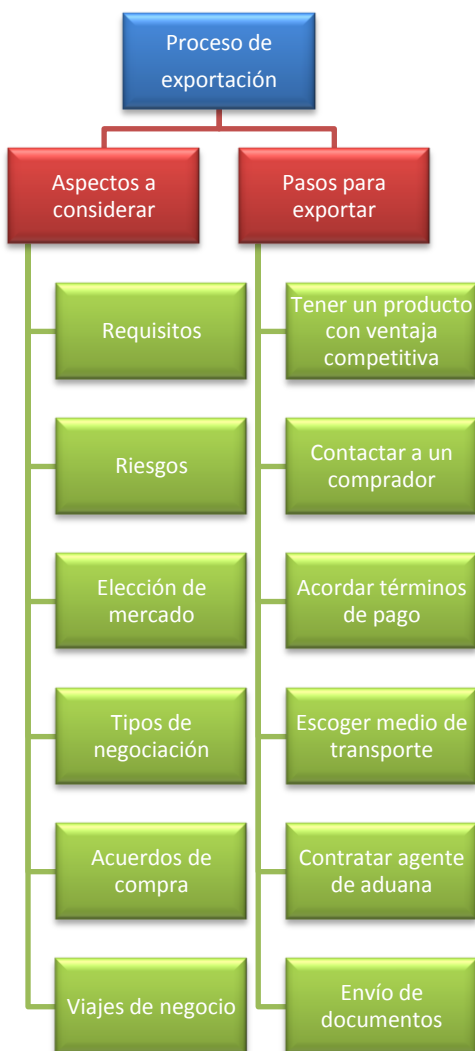 Proceso de
exportación
Aspectos a
considerar
Pasos para
exportar
Requisitos
Riesgos
Elección de
mercado
Tipos de
negociación
Acuerdos de
compra
Viajes de negocio
Tener un producto
con ventaja
competitiva
Contactar a un
comprador
Acordar términos
de pago
Escoger medio de
transporte
Contratar agente
de aduana
Envío de
documentos